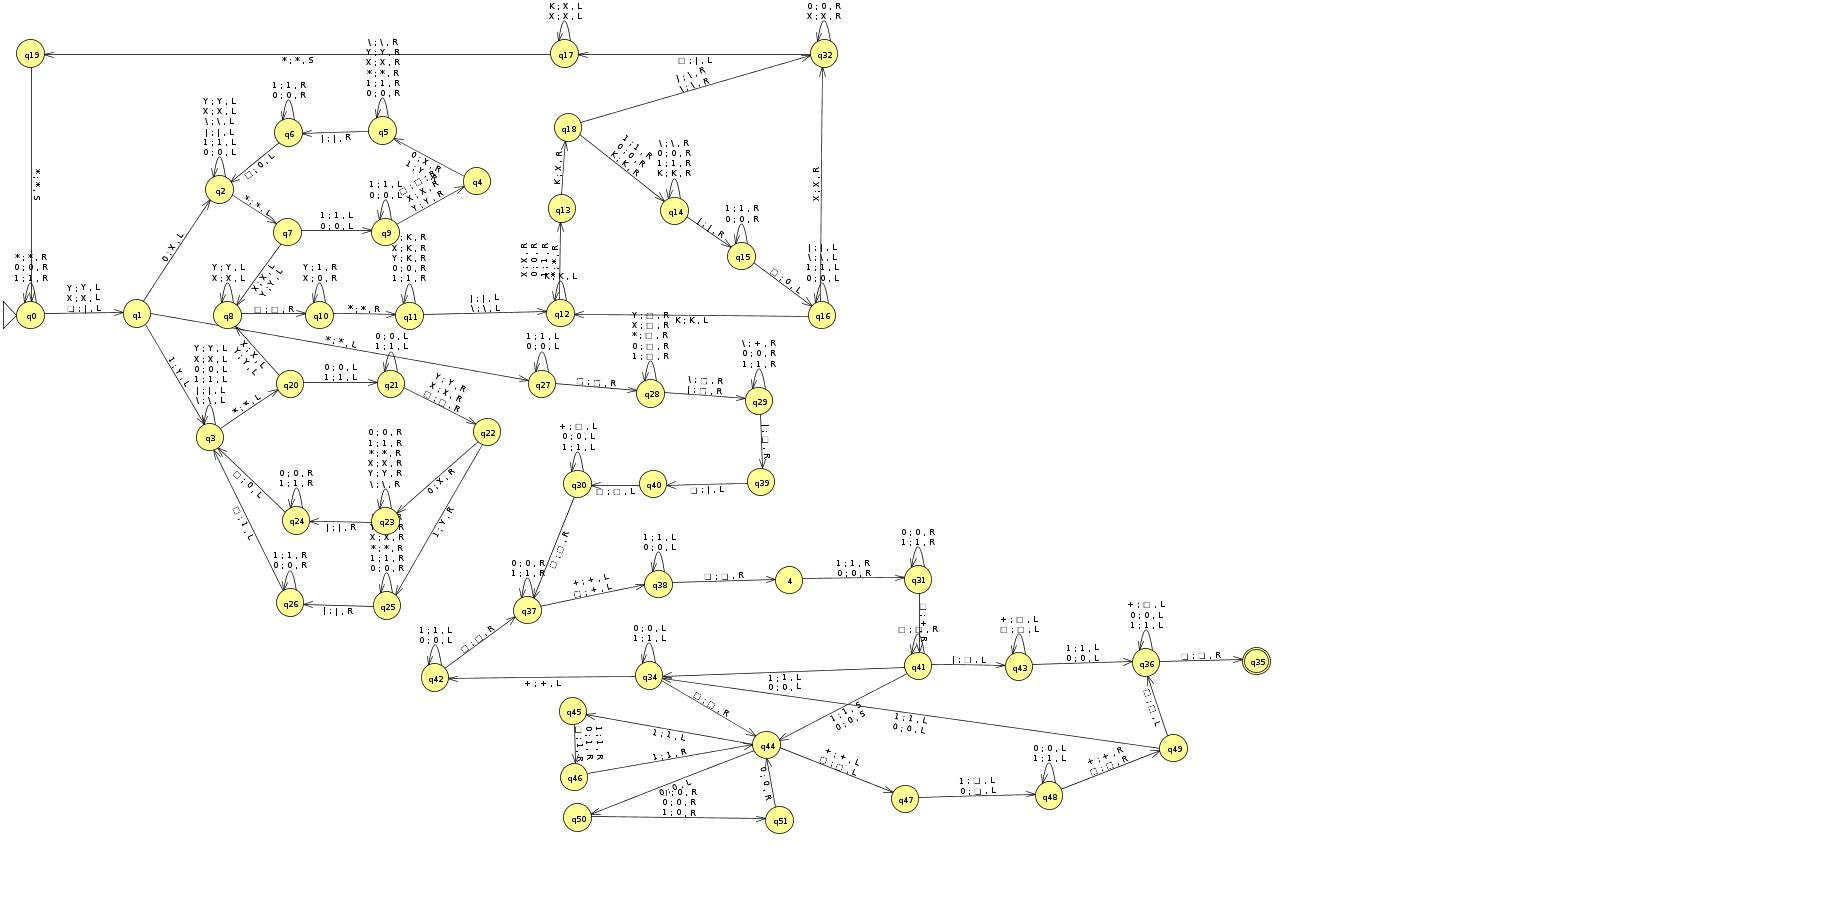 K ; X , L
X ; X , L
0 ; 0 , R
X ; X , R
q19
q17
q32
* ; * , S
□ ; | , L
\ ; \ , R
Y ; Y , R
X ; X , R
* ; * , R
1 ; 1 , R
0 ; 0 , R
| ; \ , R
\ ; \ , R
1 ; 1 , R
0 ; 0 , R
q6
q5
| ; | , R
q18
Y ; Y , L
X ; X , L
\ ; \ , L
| ; | , L
1 ; 1 , L
0 ; 0 , L
q2
□ ; 0 , L
0 ; X , R
1 ; Y , R
q4
X ; X , R
Y ; Y , R
K ; X , R
1 ; 1 , R
0 ; 0 , R
K ; K , R
\ ; \ , R
0 ; 0 , R
1 ; 1 , R
K ; K , R
q14
* ; * , S
X ; X , R
* ; * , L
q7
1 ; 1 , L
0 ; 0 , L
1 ; 1 , L
0 ; 0 , L
q9
q13
| ; | , R
1 ; 1 , R
0 ; 0 , R
q15
□ ; 0 , L
0 ; X , L
* ; * , R
0 ; 0 , R
1 ; 1 , R
q0
Y ; Y , L
X ; X , L
□ ; | , L
q1
X ; X , L
Y ; Y , L
Y ; Y , L
X ; X , L
q8
□ ; □ , R
Y ; 1 , R
X ; 0 , R
q10
* ; * , R
; K , R
X ; K , R
Y ; K , R
0 ; 0 , R
1 ; 1 , R
q11
| ; | , L
\ ; \ , L
X ; X , R
0 ; 0 , R
1 ; 1 , R
* ; * , R
K ; K , L
q12
| ; | , L
\ ; \ , L
1 ; 1 , L
0 ; 0 , L
q16
K ; K , L
1 ; Y , L
* ; * , L
Y ; Y , L
X ; X , L
0 ; 0 , L
1 ; 1 , L
| ; | , L
\ ; \ , L
q3
* ; * , L
X ; X , L
Y ; Y , L
q20
0 ; 0 , L
1 ; 1 , L
0 ; 0 , L
1 ; 1 , L
q21
Y ; Y , R
X ; X , R
□ ; □ , R
q22
1 ; 1 , L
0 ; 0 , L
q27
□ ; □ , R
Y ; □ , R
X ; □ , R
* ; □ , R
0 ; □ , R
1 ; □ , R
q28
\ ; □ , R
| ; □ , R
\ ; + , R
0 ; 0 , R
1 ; 1 , R
q29
| ; □ , R
0 ; 0 , R
1 ; 1 , R
* ; * , R
X ; X , R
Y ; Y , R
\ ; \ , R
q23
0 ; X , R
1 ; Y , R
+ ; □ , L
0 ; 0 , L
1 ; 1 , L
q30
□ ; □ , L
q40
□ ; | , L
q39
□ ; 0 , L
0 ; 0 , R
1 ; 1 , R
q24
| ; | , R
□ ; 1 , L
X ; X , R
* ; * , R
1 ; 1 , R
0 ; 0 , R
q25
1 ; 1 , R
0 ; 0 , R
q26
| ; | , R
□ ; □ , R
0 ; 0 , R
1 ; 1 , R
q37
+ ; + , L
□ ; + , L
1 ; 1 , L
0 ; 0 , L
q38
□ ; □ , R
4
1 ; 1 , R
0 ; 0 , R
0 ; 0 , R
1 ; 1 , R
q31
□ ; + , R
1 ; 1 , L
0 ; 0 , L
q42
□ ; □ , R
+ ; + , L
0 ; 0 , L
1 ; 1 , L
q34
1 ; 1 , L
0 ; 0 , L
□ ; □ , R
q41
| ; □ , L
+ ; □ , L
□ ; □ , L
q43
1 ; 1 , L
0 ; 0 , L
+ ; □ , L
0 ; 0 , L
1 ; 1 , L
q36
□ ; □ , R
q35
q45
□ ; 1 , R
0 ; 1 , R
1 ; 1 , R
1 ; 1 , L
□ ; □ , R
1 ; 1 , S
0 ; 0 , S
1 ; 1 , L
0 ; 0 , L
□ ; □ , L
q44
q49
q46
1 ; 1 , R
+ ; + , L
□ ; □ , L
q47
1 ; □ , L
0 ; □ , L
0 ; 0 , L
1 ; 1 , L
q48
+ ; + , R
□ ; □ , R
q50
0 ; 0 , L
0 ; 0 , R
1 ; 0 , R
0 ; 0 , R
q51